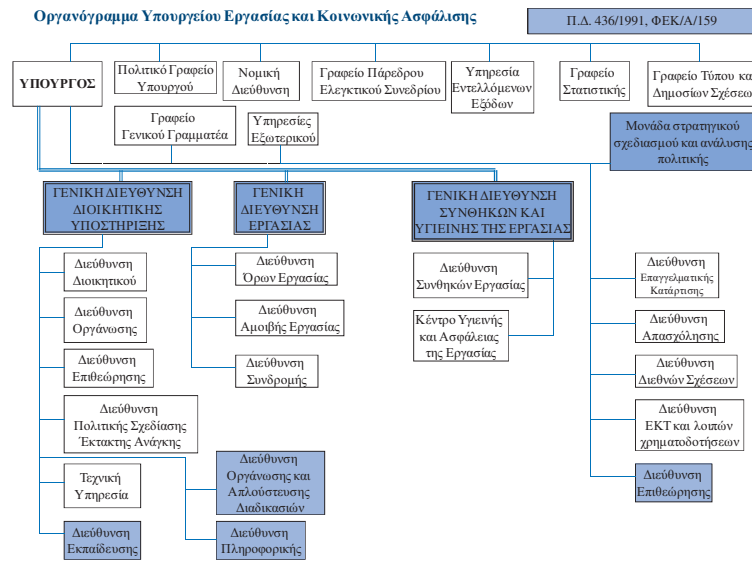 Οργανόγραμμα Υπουργείου Εργασίας και Κοινωνικής Ασφάλισης
Π.Δ. 436/1991, ΦΕΚ/Α/159
ΥΠΟΥΡΓΟΣ
Πολιτικό Γραφείο
Υπουργού
Νομική
Διεύθυνση
Γραφείο Πάρεδρου
Ελεγκτικού Συνεδρίου
Υπηρεσία
Εντελλόμενων
Εξόδων
Γραφείο
Στατιστικής
Γραφείο Τύπου και
Δημοσίων Σχέσεων
Γραφείο
Γενικού Γραμματέα
Υπηρεσίες
Εξωτερικού
Μονάδα στρατηγικού
σχεδιασμού και ανάλυσης
πολιτικής
ΓΕΝΙΚΗ ΔΙΕΥΘΥΝΣΗ
ΔΙΟΙΚΗΤΙΚΗΣ
ΥΠΟΣΤΗΡΙΞΗΣ
ΓΕΝΙΚΗ
ΔΙΕΥΘΥΝΣΗ
ΕΡΓΑΣΙΑΣ
ΓΕΝΙΚΗ ΔΙΕΥΘΥΝΣΗ
ΣΥΝΘΗΚΩΝ ΚΑΙ
ΥΓΙΕΙΝΗΣ ΤΗΣ ΕΡΓΑΣΙΑΣ
Διεύθυνση
Διοικητικού
Διεύθυνση
Οργάνωσης
Διεύθυνση
Επιθεώρησης
Διεύθυνση
Πολιτικής Σχεδίασης
Έκτακτης Ανάγκης
Τεχνική
Υπηρεσία
Διεύθυνση
Εκπαίδευσης
Διεύθυνση
Οργάνωσης και
Απλούστευσης
Διαδικασιών
Διεύθυνση
Πληροφορικής
Διεύθυνση
Όρων Εργασίας
Διεύθυνση
Αμοιβής Εργασίας
Διεύθυνση
Συνδρομής
Διεύθυνση
Συνθηκών Εργασίας
Κέντρο Υγιεινής
και Ασφάλειας
της Εργασίας
Διεύθυνση
Επαγγελματικής
Κατάρτισης
Διεύθυνση
Απασχόλησης
Διεύθυνση
Διεθνών Σχέσεων
Διεύθυνση
ΕΚΤ και λοιπών
χρηματοδοτήσεων
Διεύθυνση
Επιθεώρησης